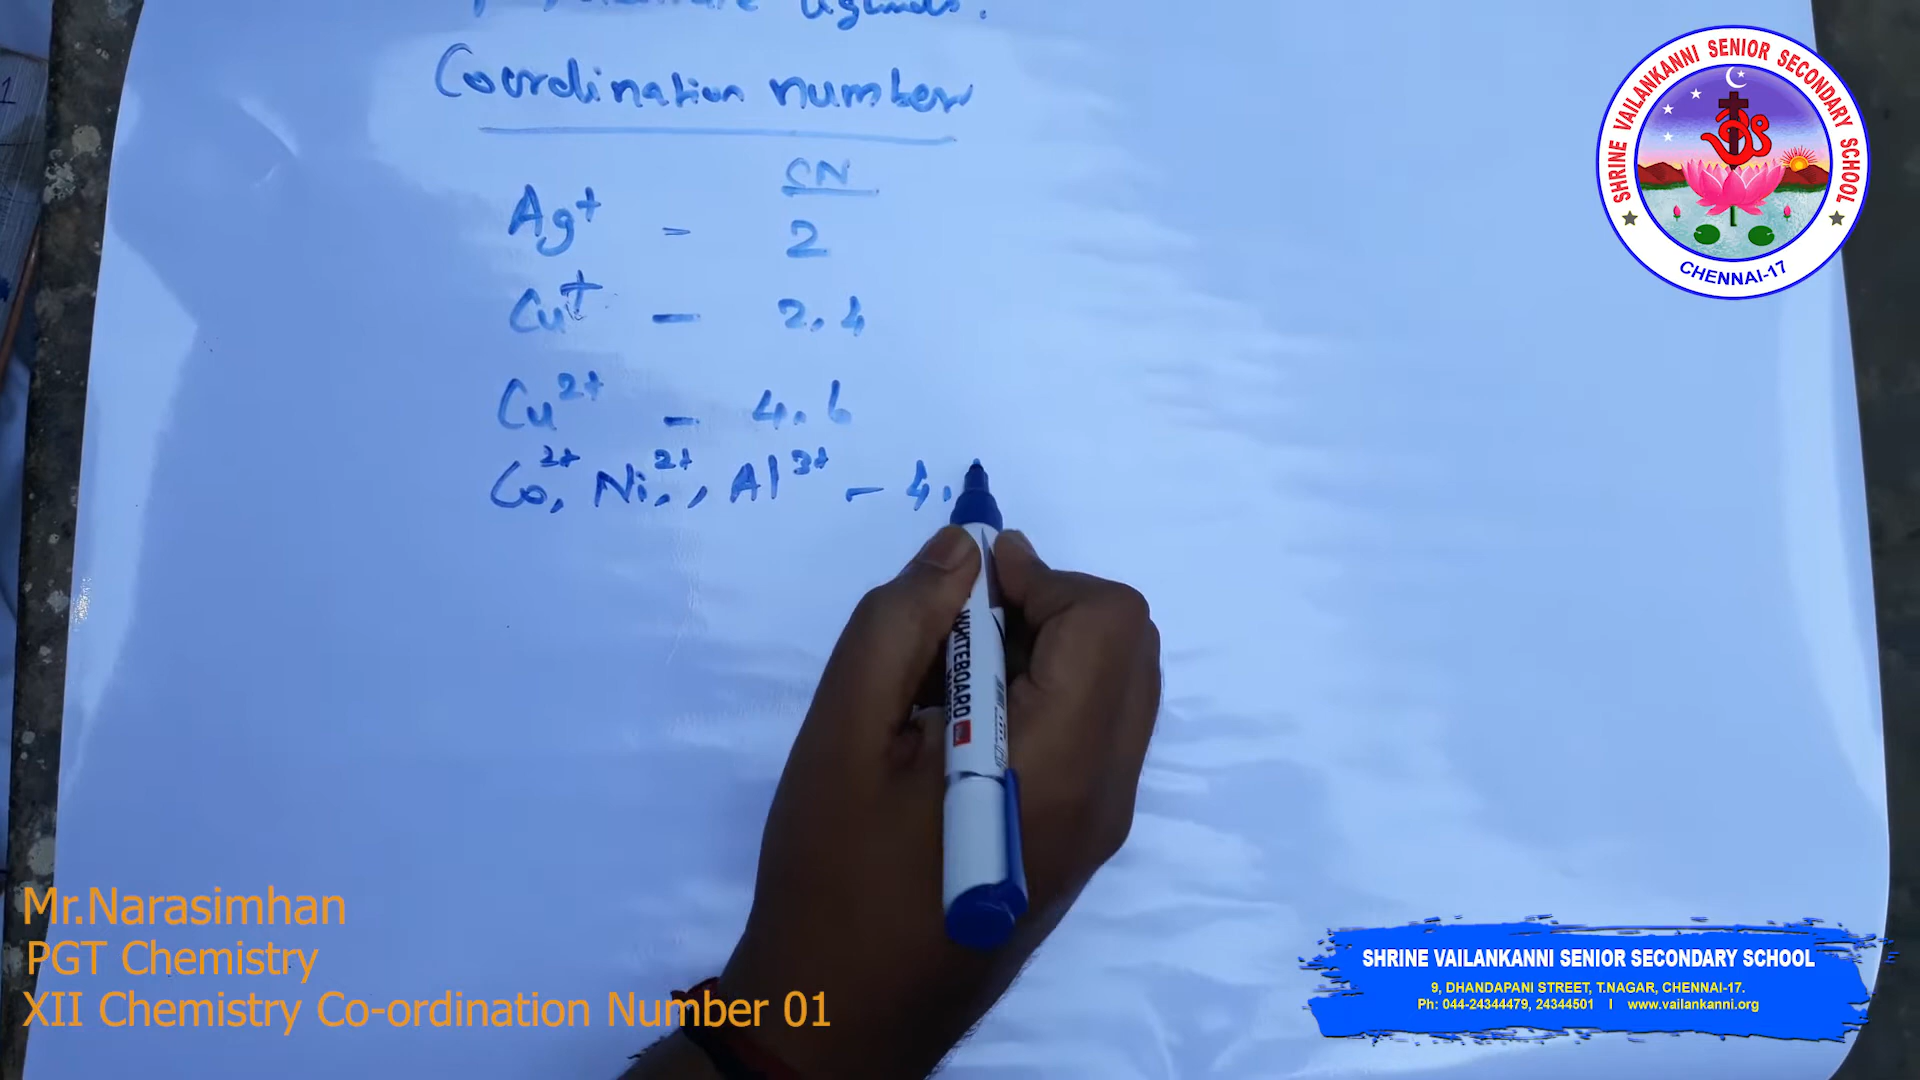 ligands.
Coordination number
CN
Ag+ - 2
Cu+ - 2, 4
Cu2+ - 4, 6
Co2+, Ni2+, Al3+ - 4,
WHITEBOARD
SHRINE VAILANKANNI SENIOR SECONDARY SCHOOL
CHENNAI-17
Mr.Narasimhan
PGT Chemistry
XII Chemistry Co-ordination Number 01
SHRINE VAILANKANNI SENIOR SECONDARY SCHOOL
9, DHANDAPANI STREET, T.NAGAR, CHENNAI-17.
Ph: 044-24344479, 24344501 I www.vailankanni.org